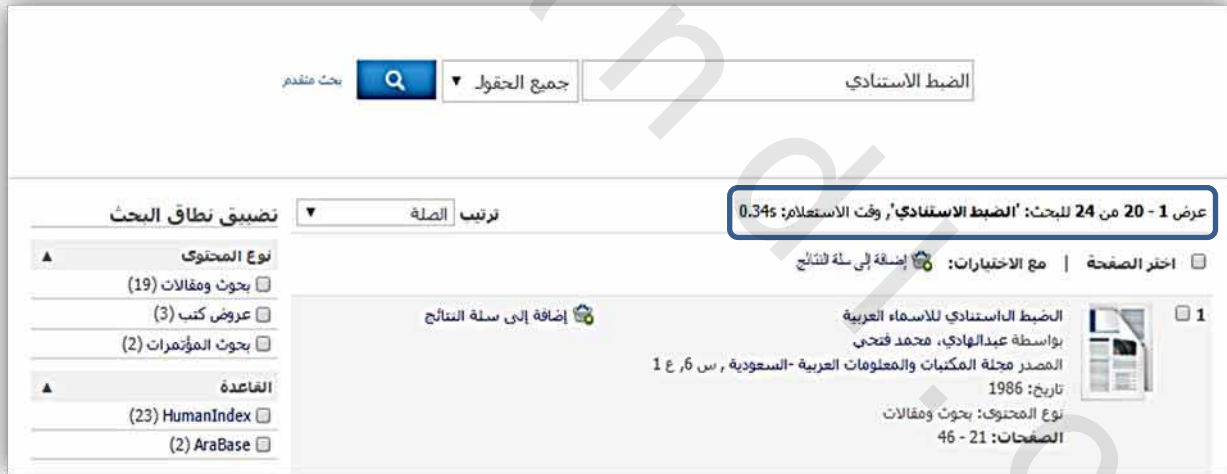 الضبط الاستنادي
جميع الحقول
بحث متقدم
عرض 1 - 20 من 24 للبحث: 'الضبط الاستنادي', وقت الاستعلام: 0.34s
ترتيب الصلة
اختر الصفحة | مع الاختيارات: إضافة إلى سلة النتائج
1
الضبط الاستنادي للاسماء العربية
إضافة إلى سلة النتائج
بواسطة عبدالهادي، محمد فتحي
المصدر مجلة المكتبات والمعلومات العربية -السعودية , س 6, ع 1
تاريخ: 1986
نوع المحتوى: بحوث ومقالات
الصفحات: 21 - 46
تضييق نطاق البحث
نوع المحتوى
بحوث ومقالات (19)
عروض كتب (3)
بحوث المؤتمرات (2)
القاعدة
HumanIndex (23)
AraBase (2)